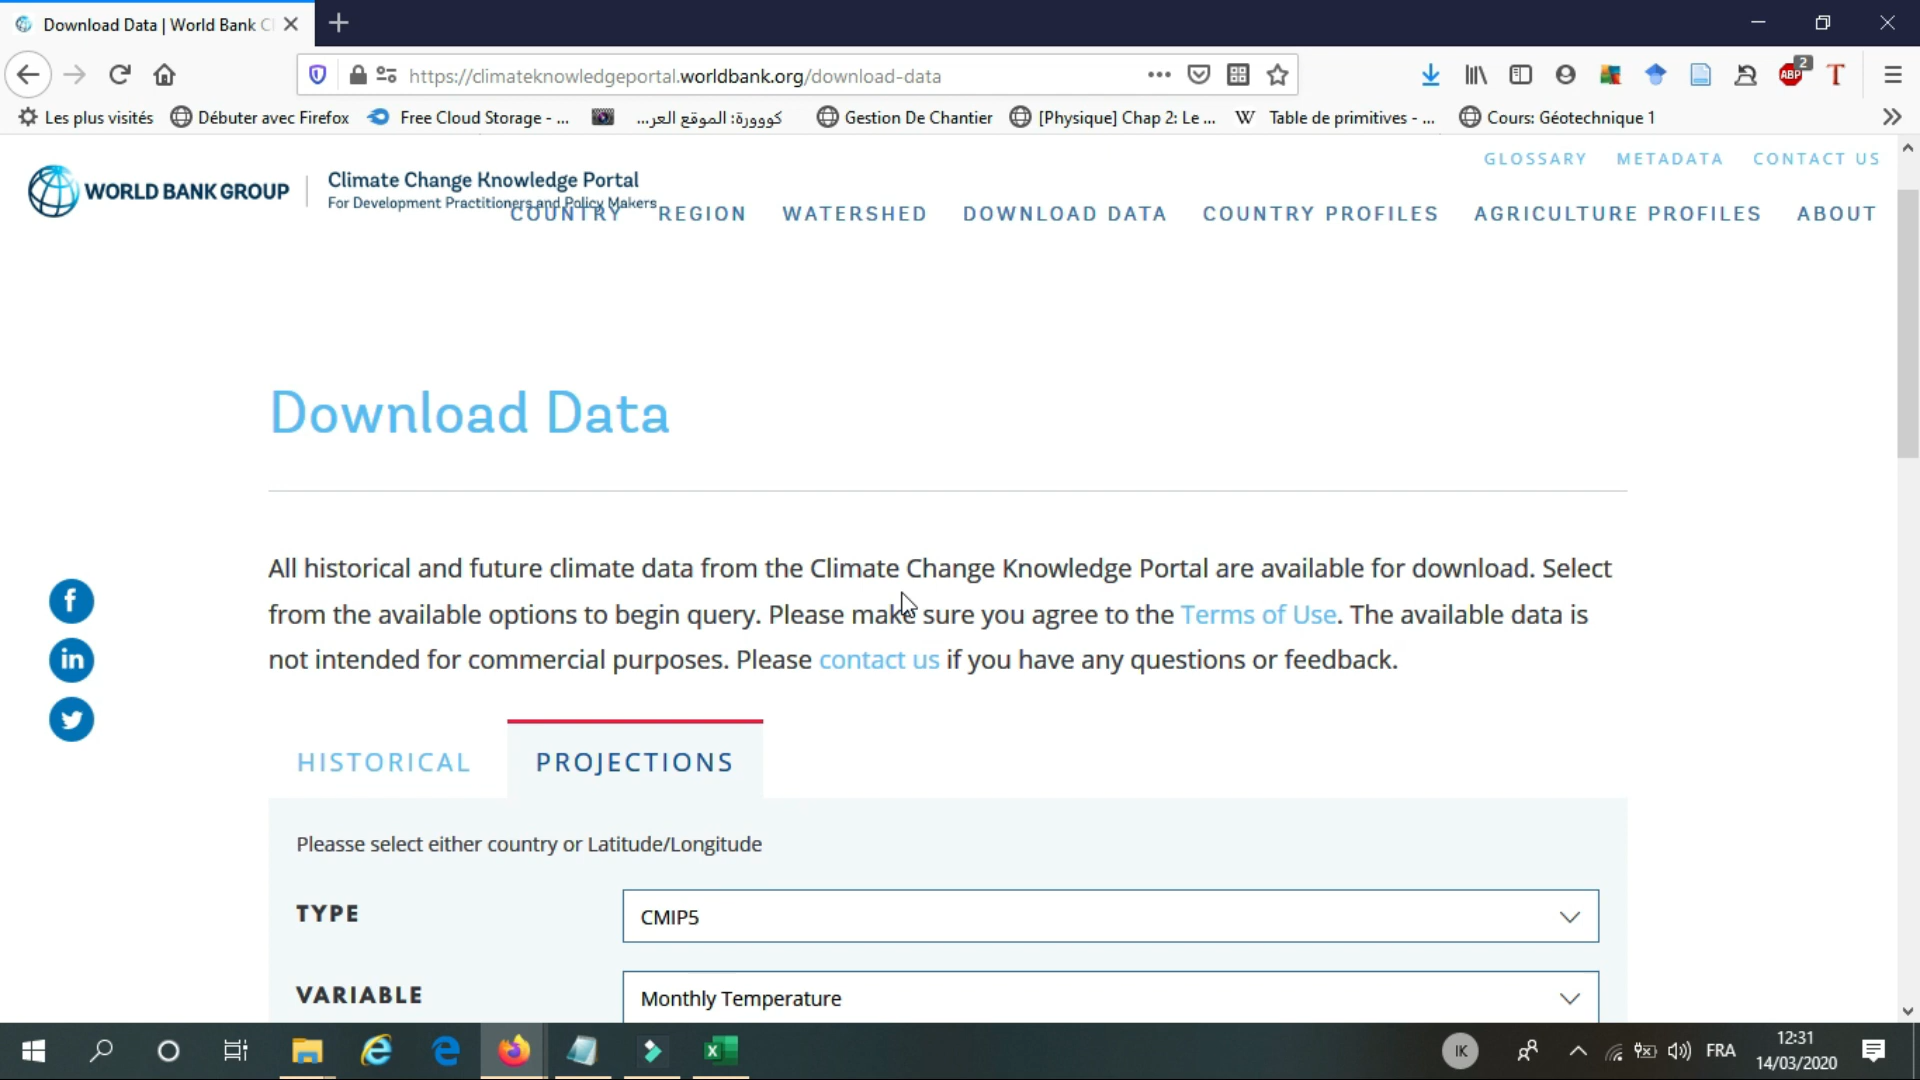 Download Data | World Bank C
https://climateknowledgeportal.worldbank.org/download-data
2
ABP
T
Les plus visités
Débuter avec Firefox
Free Cloud Storage - ...
كووورة: الموقع العر...
Gestion De Chantier
[Physique] Chap 2: Le ...
W Table de primitives - ...
Cours: Géotechnique 1
GLOSSARY METADATA CONTACT US
WORLD BANK GROUP
Climate Change Knowledge Portal
For Development Practitioners and Policy Makers
COUNTRY REGION WATERSHED DOWNLOAD DATA COUNTRY PROFILES AGRICULTURE PROFILES ABOUT
Download Data
All historical and future climate data from the Climate Change Knowledge Portal are available for download. Select
from the available options to begin query. Please make sure you agree to the Terms of Use. The available data is
not intended for commercial purposes. Please contact us if you have any questions or feedback.
HISTORICAL PROJECTIONS
Pleasse select either country or Latitude/Longitude
TYPE CMIP5
VARIABLE Monthly Temperature
IK
FRA
12:31
14/03/2020